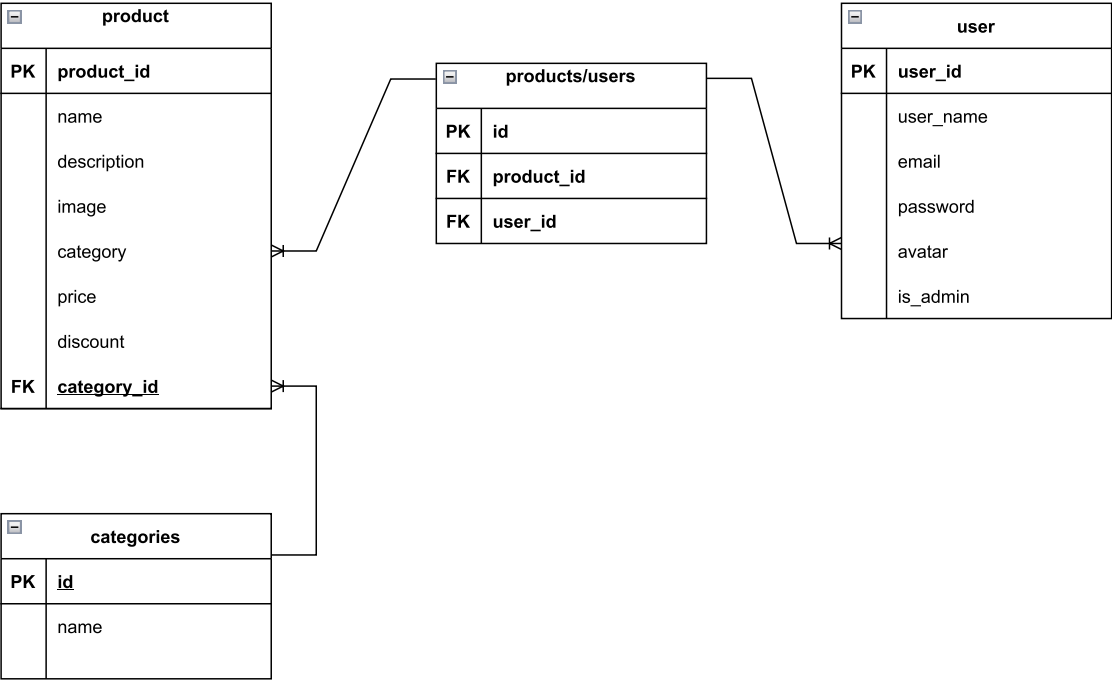 product
PK product_id
name
description
image
category
price
discount
FK category_id
products/users
PK id
FK product_id
FK user_id
user
PK user_id
user_name
email
password
avatar
is_admin
categories
PK id
name